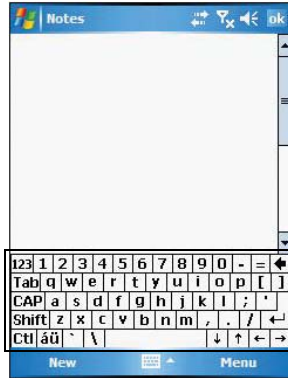 Notes ok
123 1 2 3 4 5 6 7 8 9 0 - =
Tab q w e r t y u i o p [ ]
CAP a s d f g h j k l ; '
Shift z x c v b n m , . /
Ctl áü ` \
New Menu